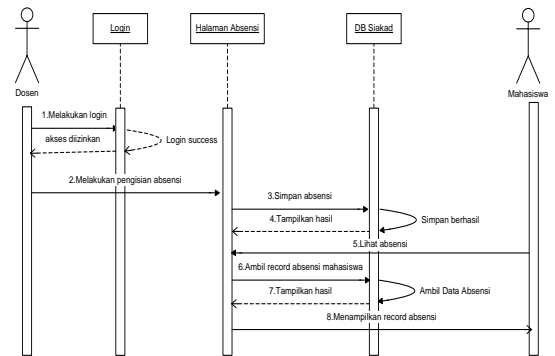 Login
Halaman Absensi
DB Siakad
Dosen
Mahasiswa
1.Melakukan login
akses diizinkan
Login success
2.Melakukan pengisian absensi
3.Simpan absensi
4.Tampilkan hasil
Simpan berhasil
5.Lihat absensi
6.Ambil record absensi mahasiswa
7.Tampilkan hasil
Ambil Data Absensi
8.Menampilkan record absensi